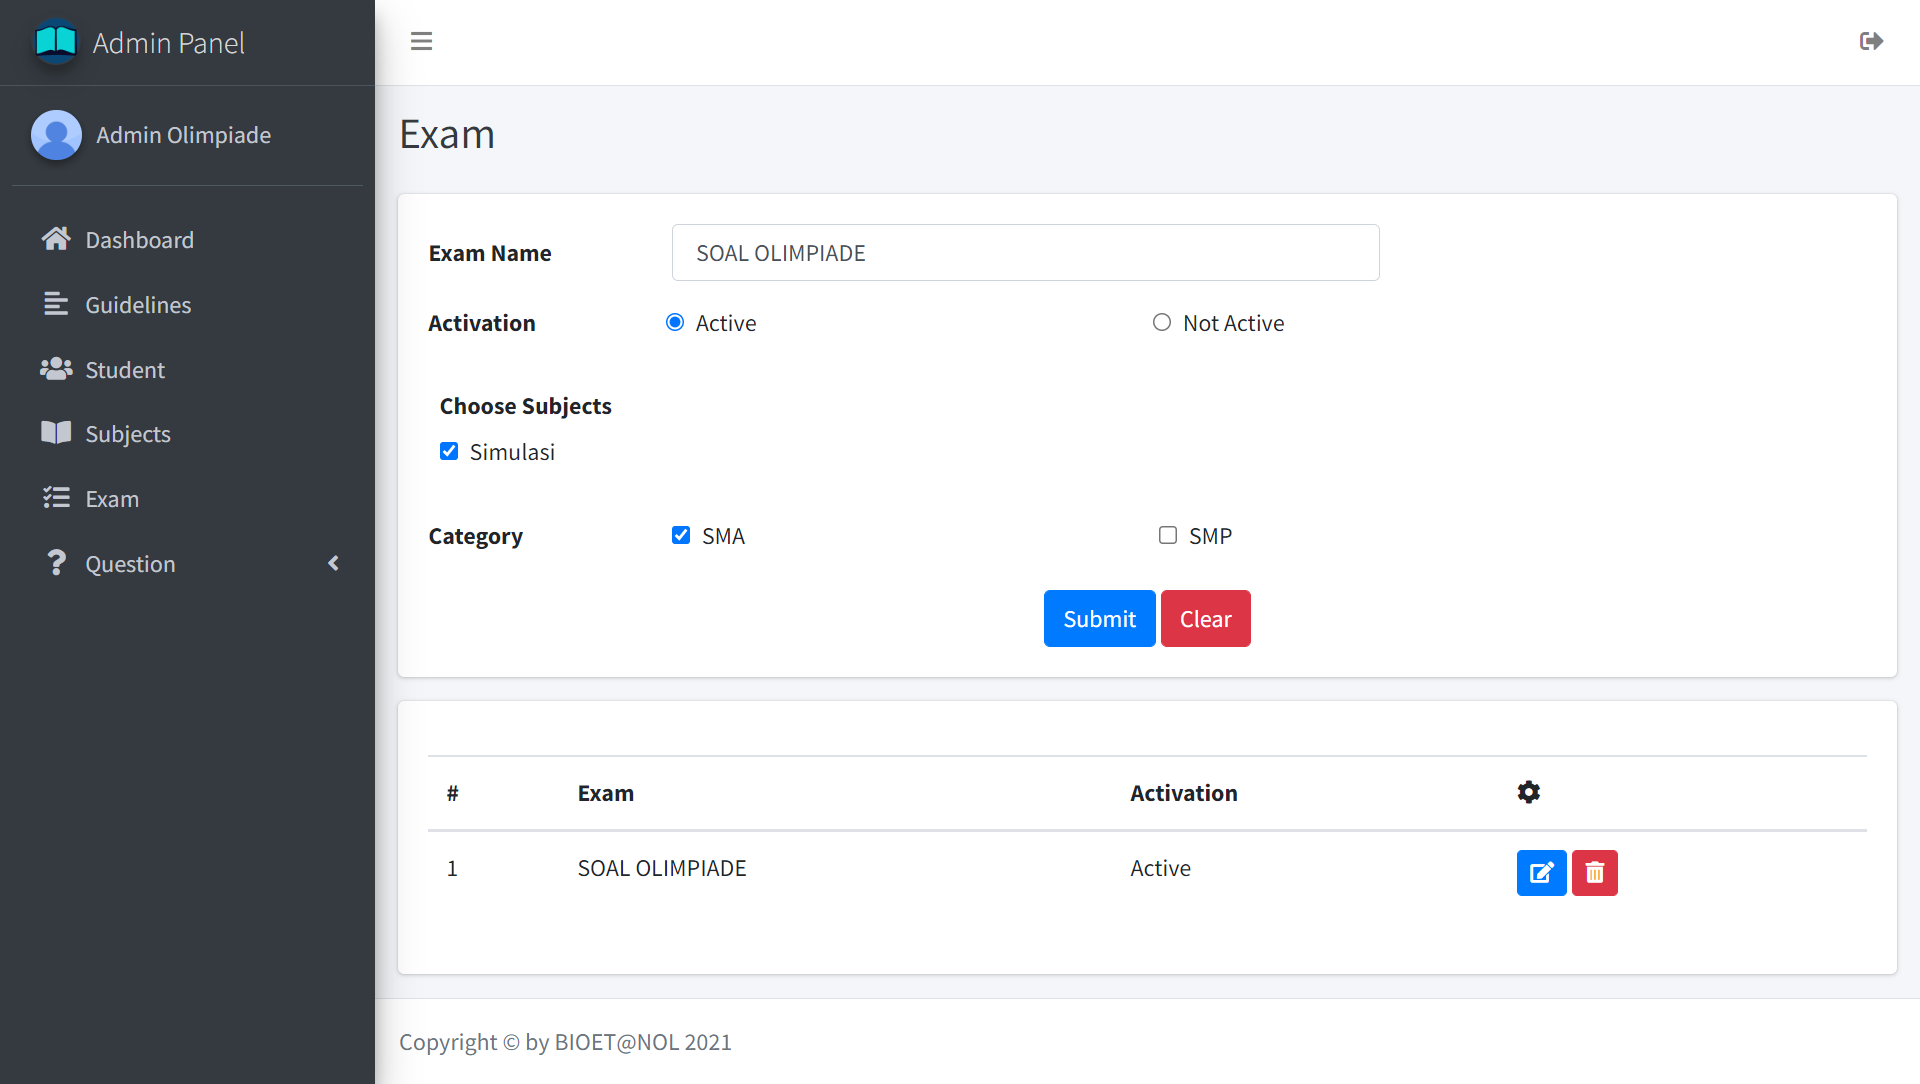 Admin Panel
Admin Olimpiade
Dashboard
Guidelines
Student
Subjects
Exam
Question
Exam
Exam Name
SOAL OLIMPIADE
Activation
Active
Not Active
Choose Subjects
Simulasi
Category
SMA
SMP
Submit
Clear
# Exam Activation
1 SOAL OLIMPIADE Active
Copyright © by BIOET@NOL 2021